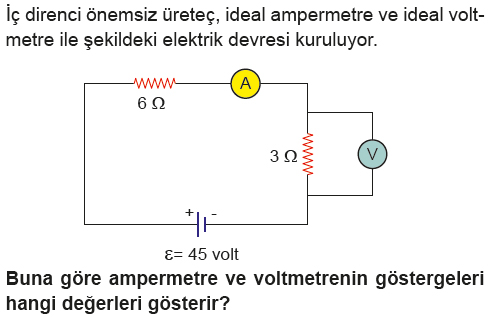 İç direnci önemsiz üreteç, ideal ampermetre ve ideal volt-
metre ile şekildeki elektrik devresi kuruluyor.
A
6 Ω
3 Ω
V
+ -
ε= 45 volt
Buna göre ampermetre ve voltmetrenin göstergeleri
hangi değerleri gösterir?